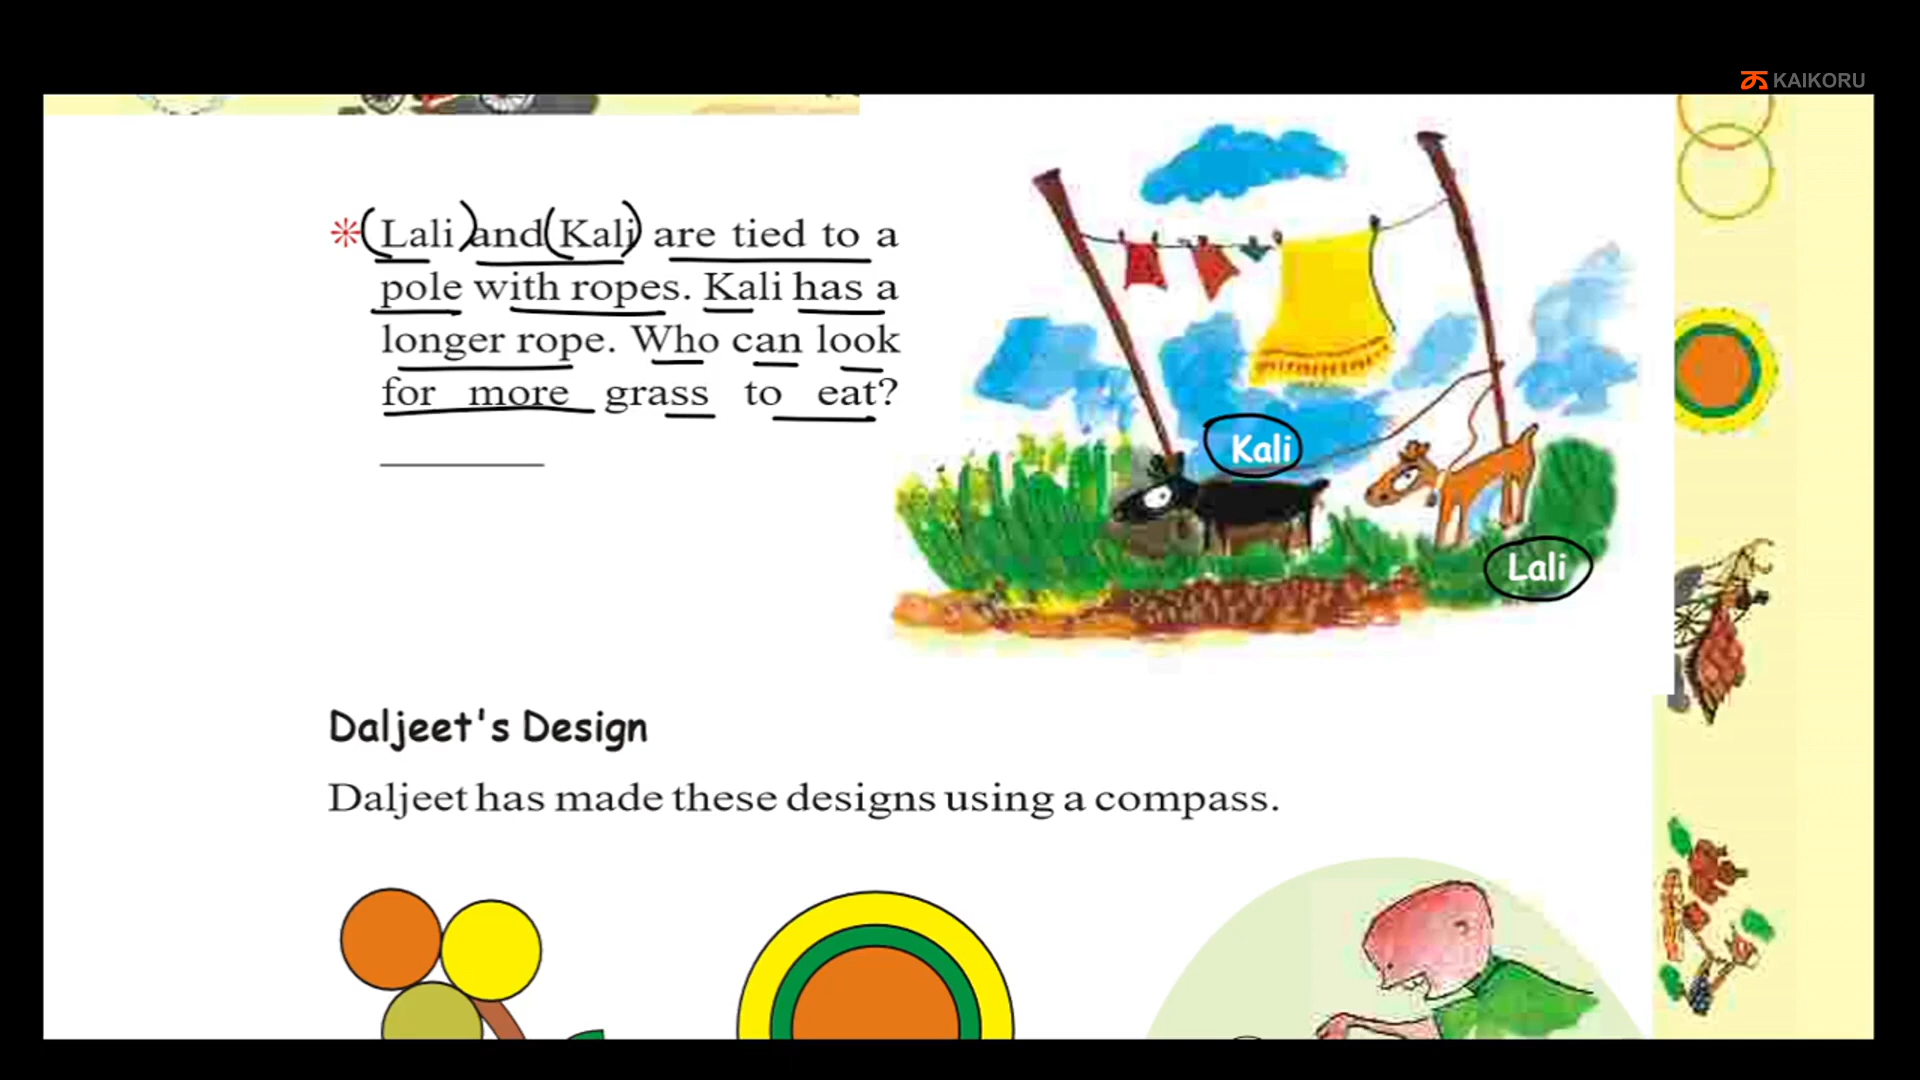 KAIKORU
Lali and Kali are tied to a
pole with ropes. Kali has a
longer rope. Who can look
for more grass to eat?
Kali
Lali
Daljeet's Design
Daljeet has made these designs using a compass.